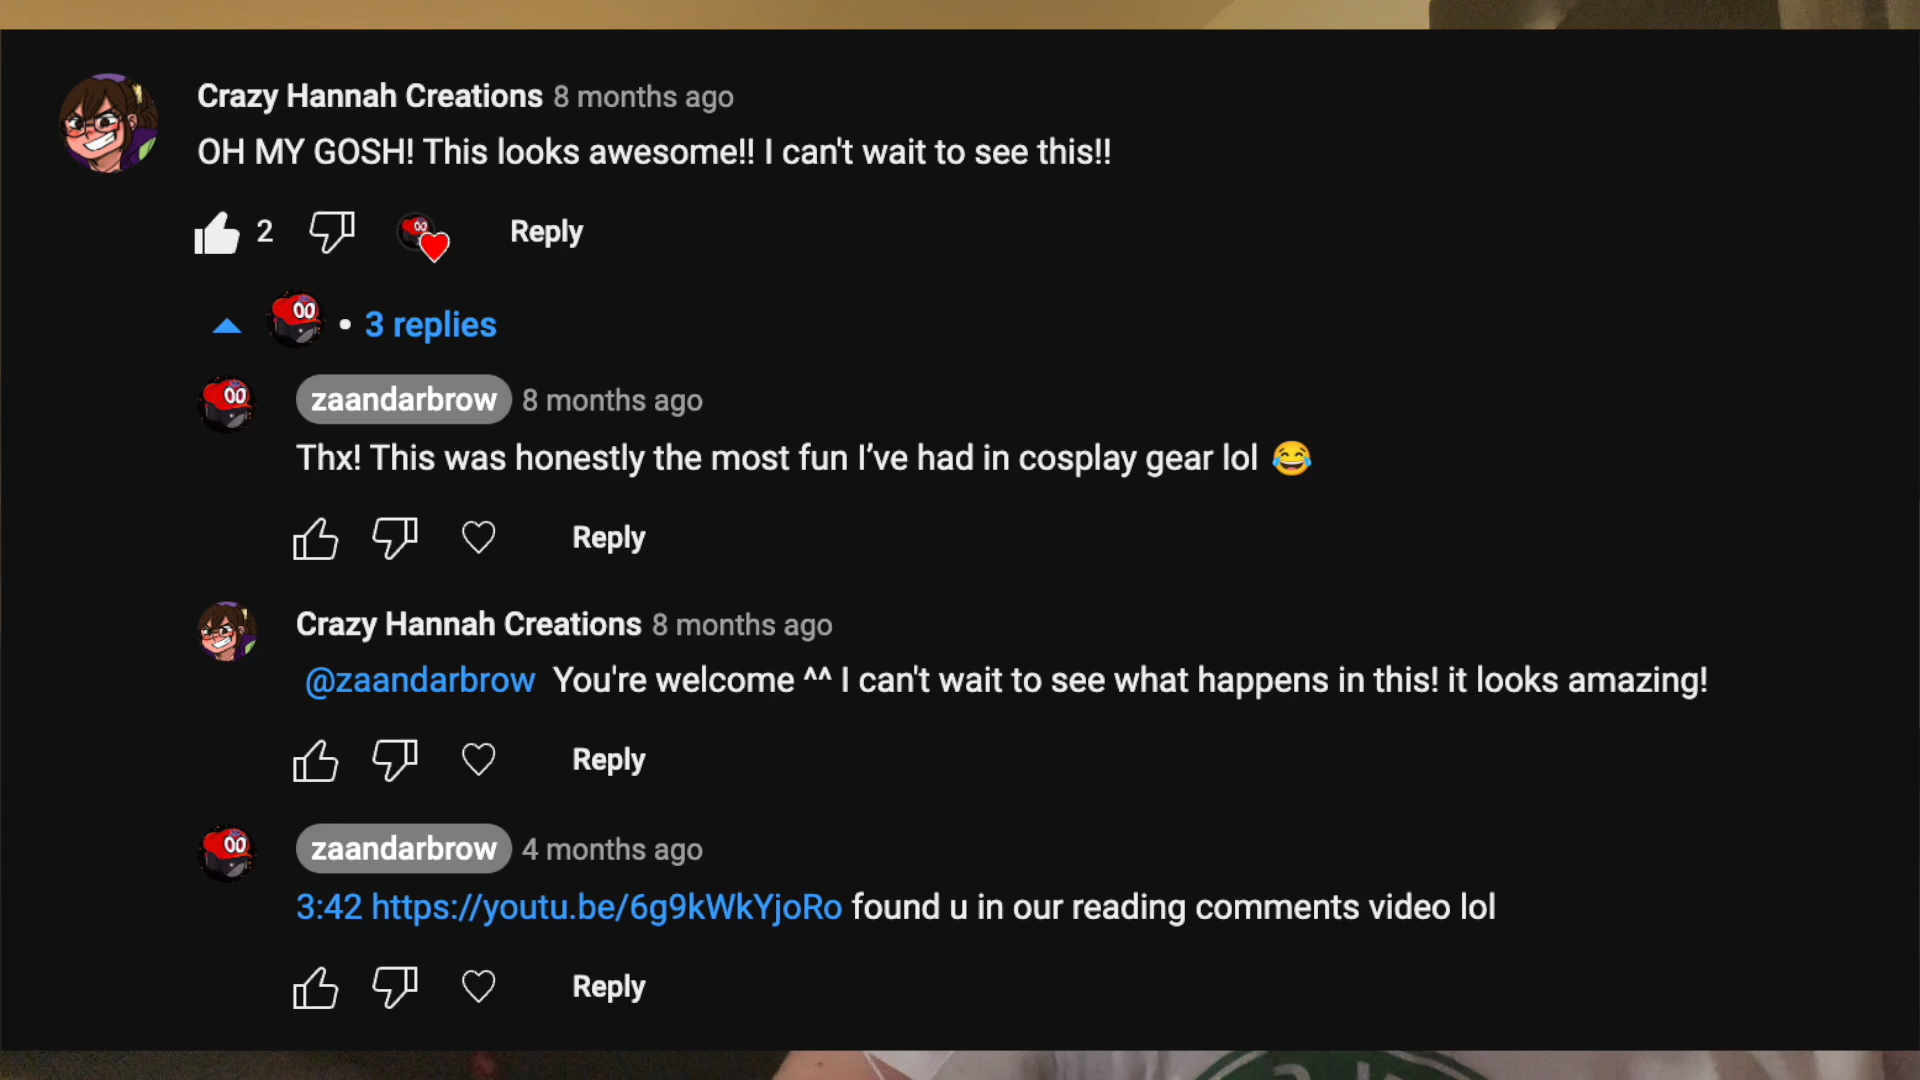 Crazy Hannah Creations 8 months ago
OH MY GOSH! This looks awesome!! I can't wait to see this!!
2 Reply
• 3 replies
zaandarbrow 8 months ago
Thx! This was honestly the most fun I’ve had in cosplay gear lol 😂
Reply
Crazy Hannah Creations 8 months ago
@zaandarbrow You're welcome ^^ I can't wait to see what happens in this! it looks amazing!
Reply
zaandarbrow 4 months ago
3:42 https://youtu.be/6g9kWkYjoRo found u in our reading comments video lol
Reply